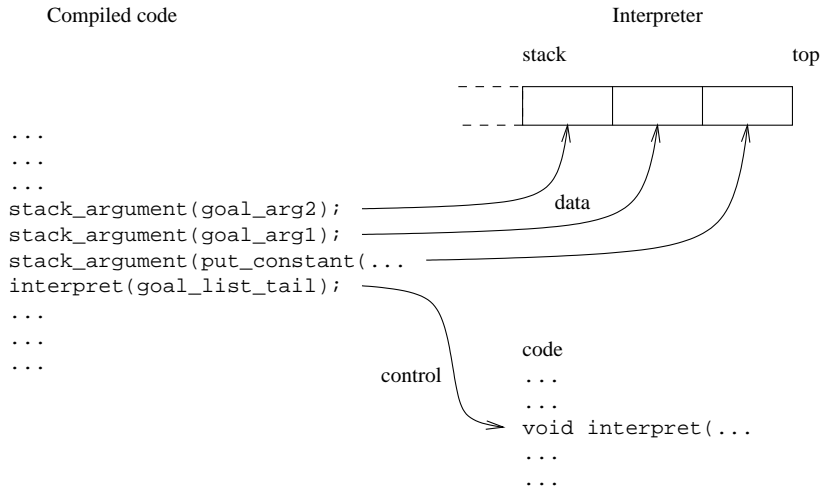 Compiled code
Interpreter
stack
top
...
...
...
stack_argument(goal_arg2);
data
stack_argument(goal_arg1);
stack_argument(put_constant(...
interpret(goal_list_tail);
...
...
...
control
code
...
...
void interpret(...
...
...